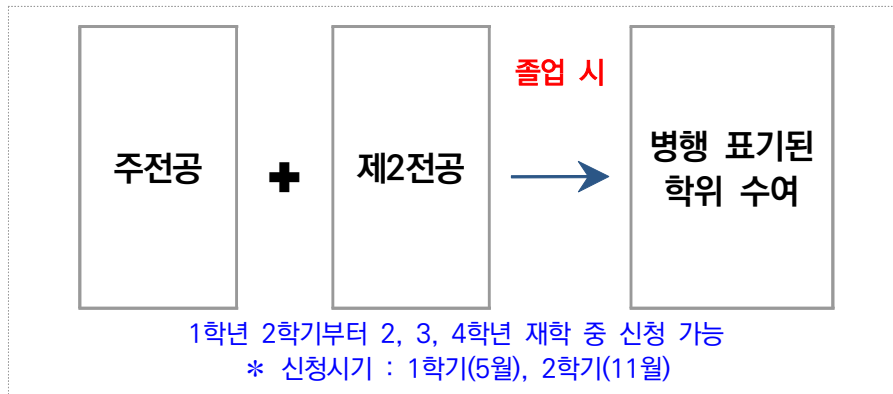 졸업 시
주전공
✚
제2전공
병행 표기된
학위 수여
1학년 2학기부터 2, 3, 4학년 재학 중 신청 가능
* 신청시기 : 1학기(5월), 2학기(11월)